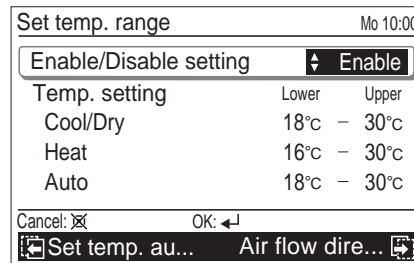 Set temp. range Mo 10:00
Enable/Disable setting Enable
Temp. setting Lower Upper
Cool/Dry 18°C – 30°C
Heat 16°C – 30°C
Auto 18°C – 30°C
Cancel: OK:
Set temp. au... Air flow dire...